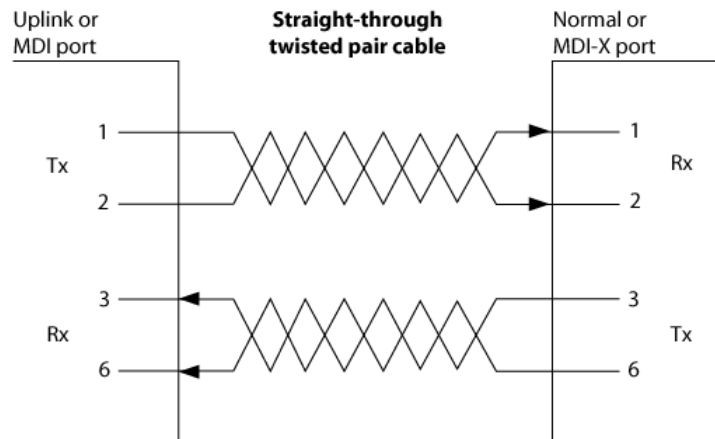 Uplink or
MDI port
Straight-through
twisted pair cable
Normal or
MDI-X port
1
1
Tx
Rx
2
2
3
3
Rx
Tx
6
6